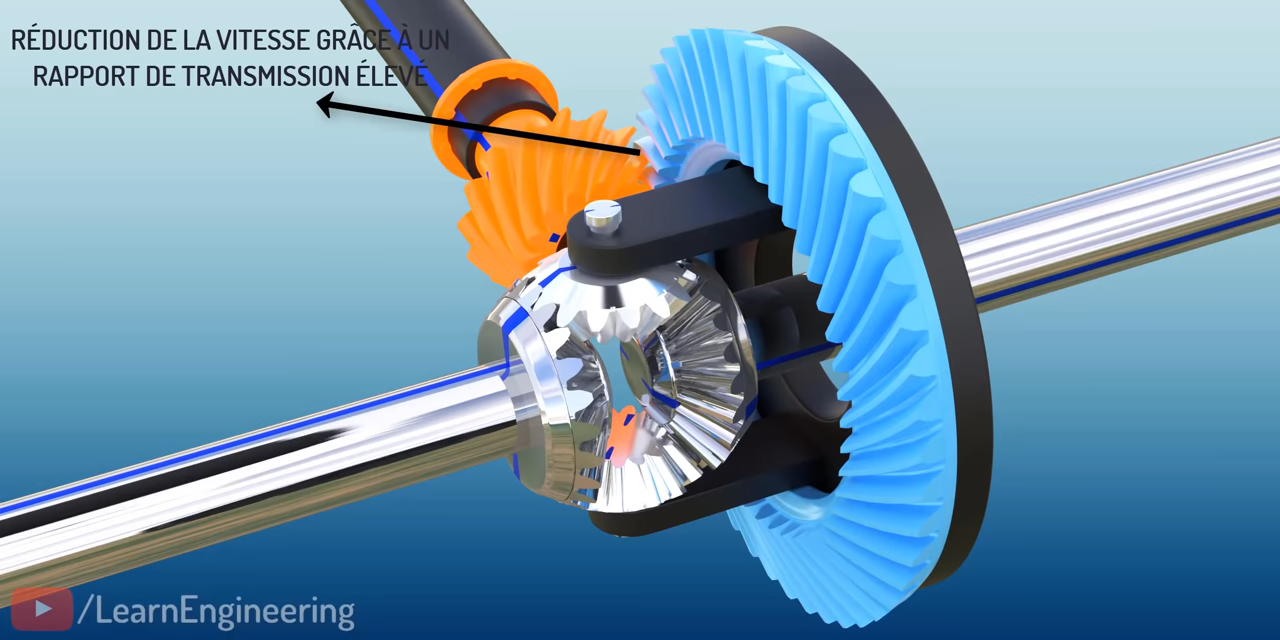 RÉDUCTION DE LA VITESSE GRÂCE À UN
RAPPORT DE TRANSMISSION ÉLEVÉ
/LearnEngineering